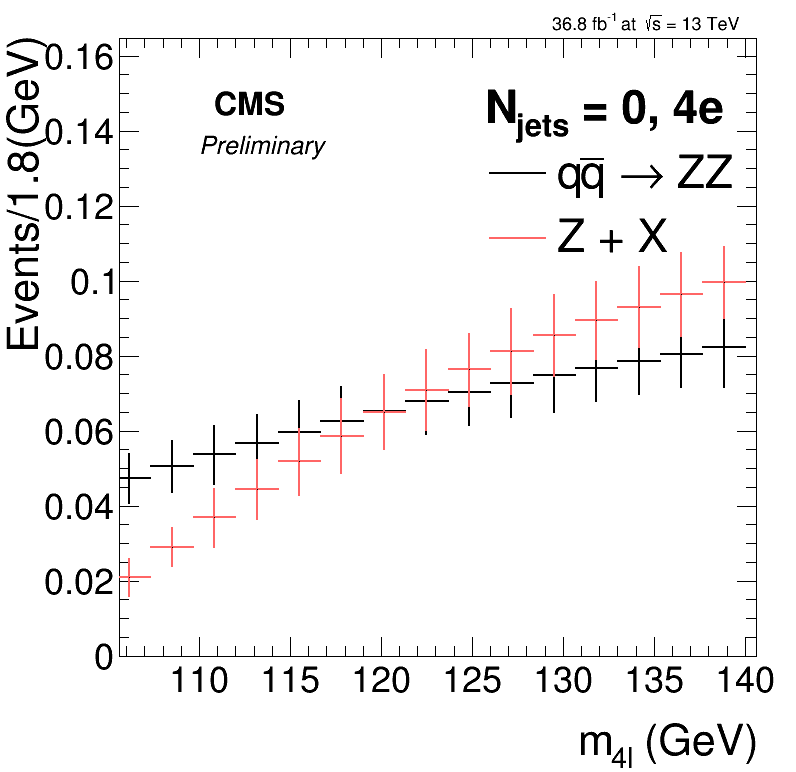 36.8 fb⁻¹ at √s = 13 TeV
Events/1.8(GeV)
0.16
0.14
0.12
0.1
0.08
0.06
0.04
0.02
0
CMS
Preliminary
N_jets = 0, 4e
qq̅ → ZZ
Z + X
110 115 120 125 130 135 140
m_4l (GeV)